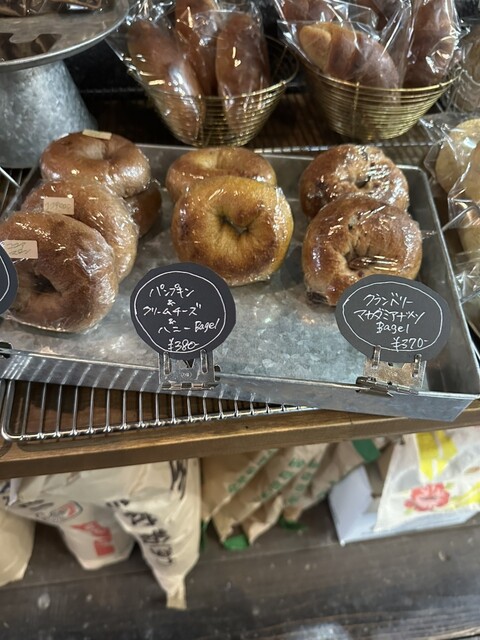 パンプキン
&
クリームチーズ
&
ハニー Bagel
¥380-
クランベリー
マカダミアナッツ
Bagel
¥370-